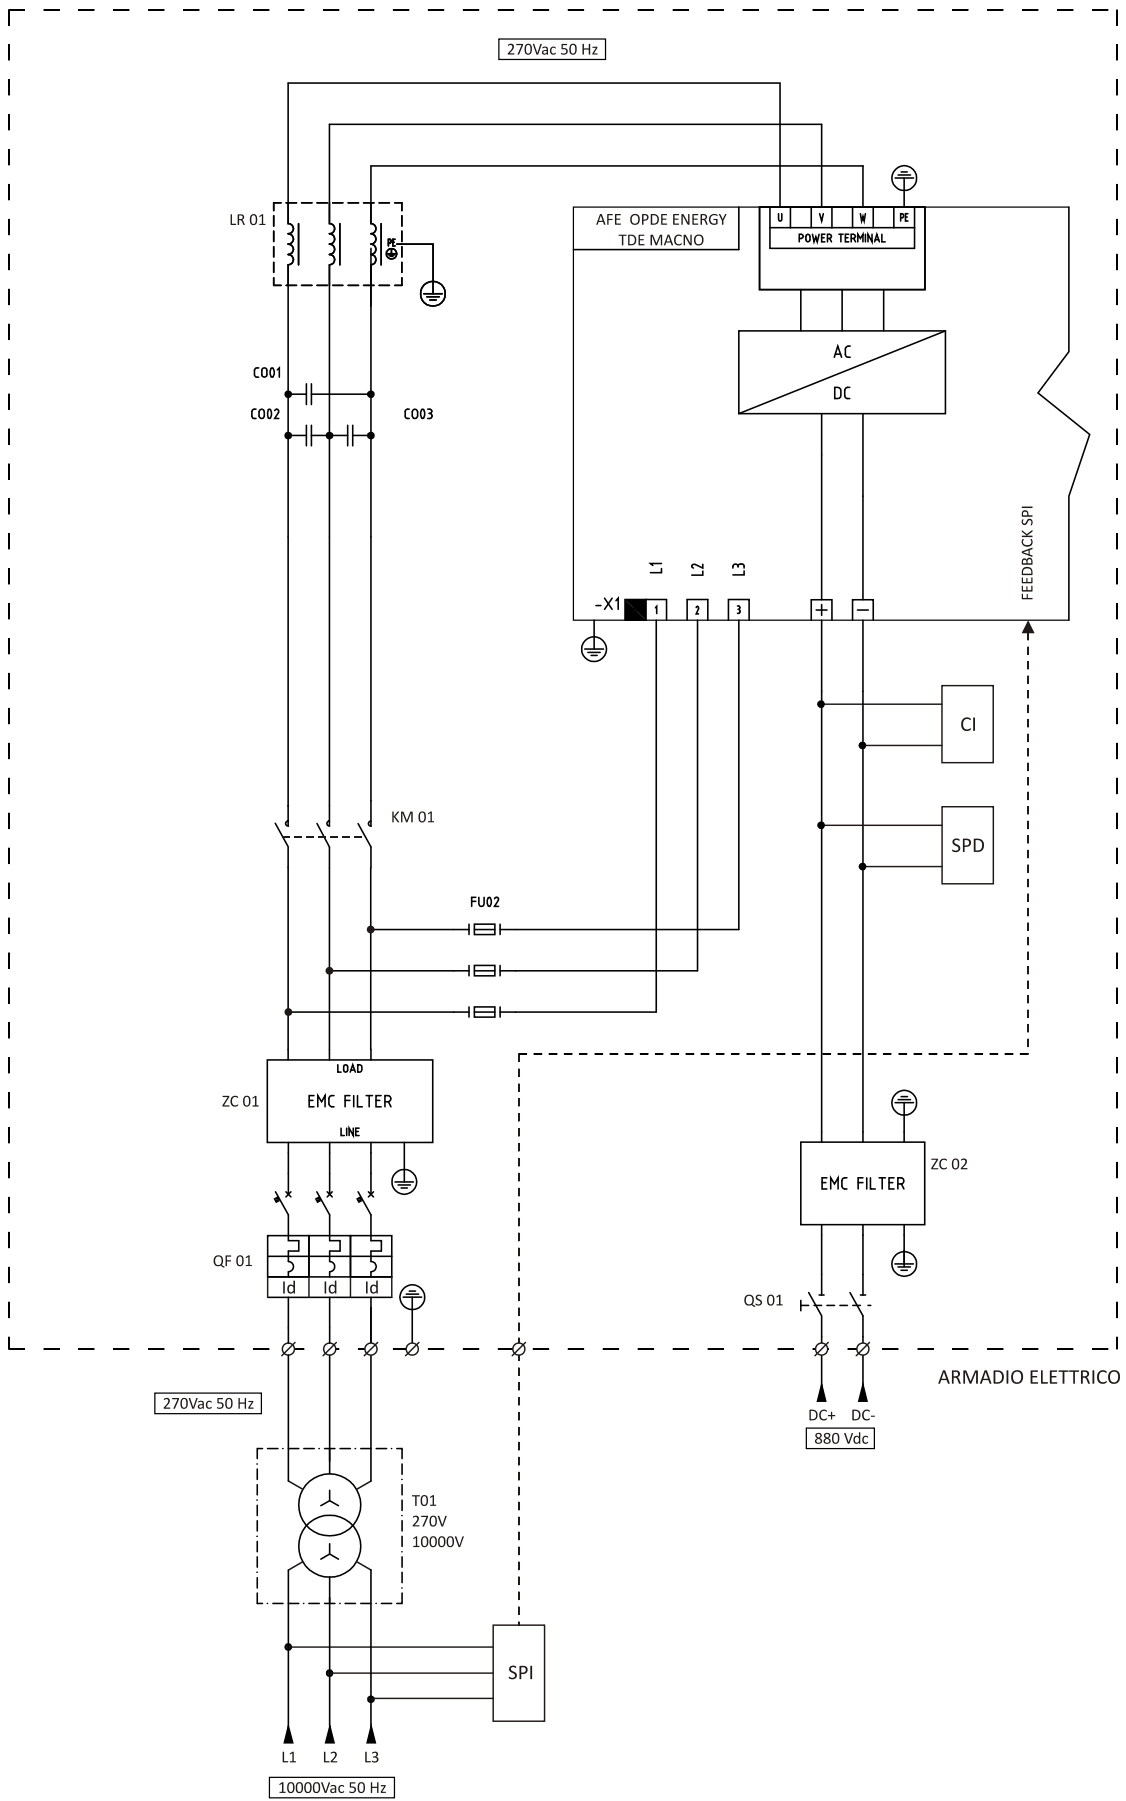 270Vac 50 Hz
LR 01
PE
AFE OPDE ENERGY
TDE MACNO
U V W PE
POWER TERMINAL
AC
DC
CO01
CO02
CO03
FEEDBACK SPI
L1 L2 L3
-X1 1 2 3 + −
CI
KM 01
SPD
FU02
LOAD
ZC 01
EMC FILTER
LINE
ZC 02
EMC FILTER
QF 01
Id Id Id
QS 01
ARMADIO ELETTRICO
270Vac 50 Hz
DC+ DC-
880 Vdc
T01
270V
10000V
SPI
L1 L2 L3
10000Vac 50 Hz